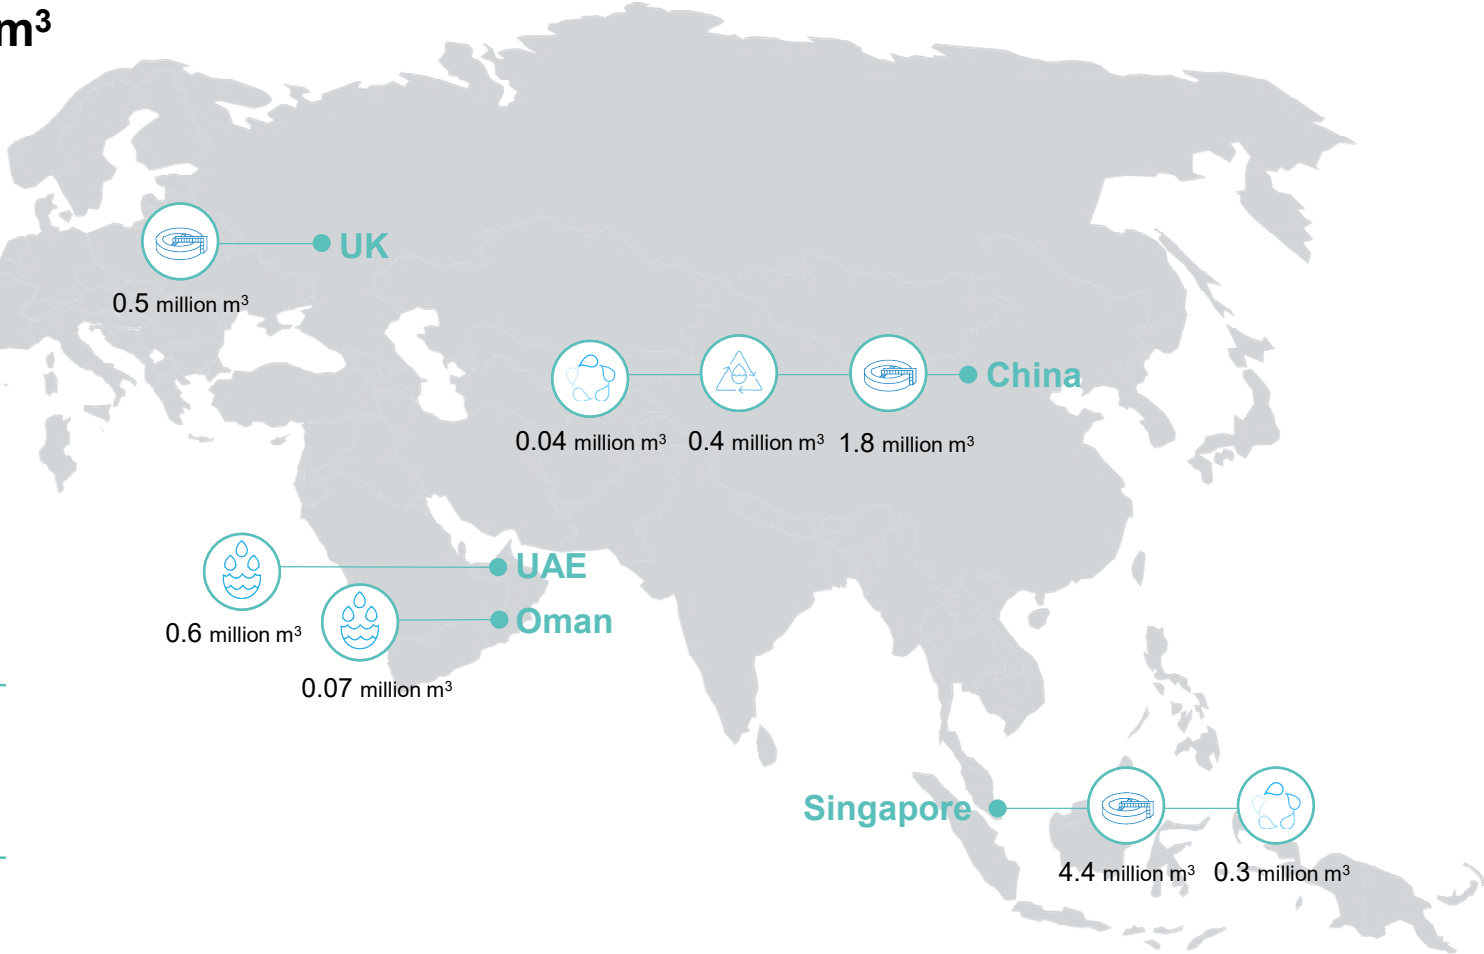 m³
UK
0.5 million m³
China
0.04 million m³
0.4 million m³
1.8 million m³
UAE
0.6 million m³
Oman
0.07 million m³
Singapore
4.4 million m³
0.3 million m³